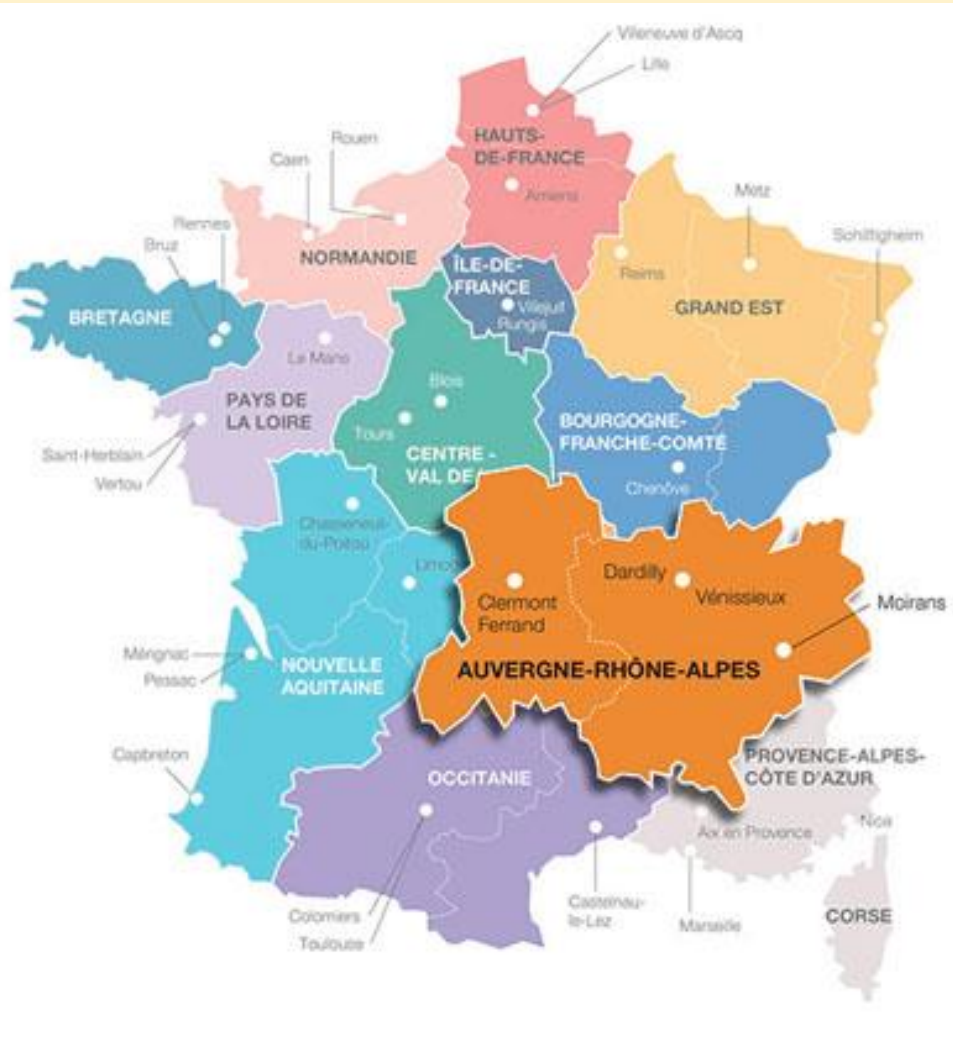 Villeneuve d'Ascq
Lille
HAUTS-
DE-FRANCE
Amiens
Rouen
Caen
NORMANDIE
Rennes
Bruz
BRETAGNE
ÎLE-DE-
FRANCE
Villejuif
Rungis
Reims
Metz
Schiltigheim
GRAND EST
Le Mans
PAYS DE
LA LOIRE
Saint-Herblain
Vertou
Blois
Tours
CENTRE -
VAL DE
BOURGOGNE-
FRANCHE-COMTÉ
Chenôve
Chasseneuil-
du-Poitou
Limo
Clermont
Ferrand
Dardilly
Vénissieux
Moirans
AUVERGNE-RHÔNE-ALPES
Mérignac
Pessac
NOUVELLE
AQUITAINE
Capbreton
OCCITANIE
PROVENCE-ALPES-
CÔTE D'AZUR
Aix en Provence
Nice
Colomiers
Toulouse
Castelnau-
le-Lez
Marseille
CORSE